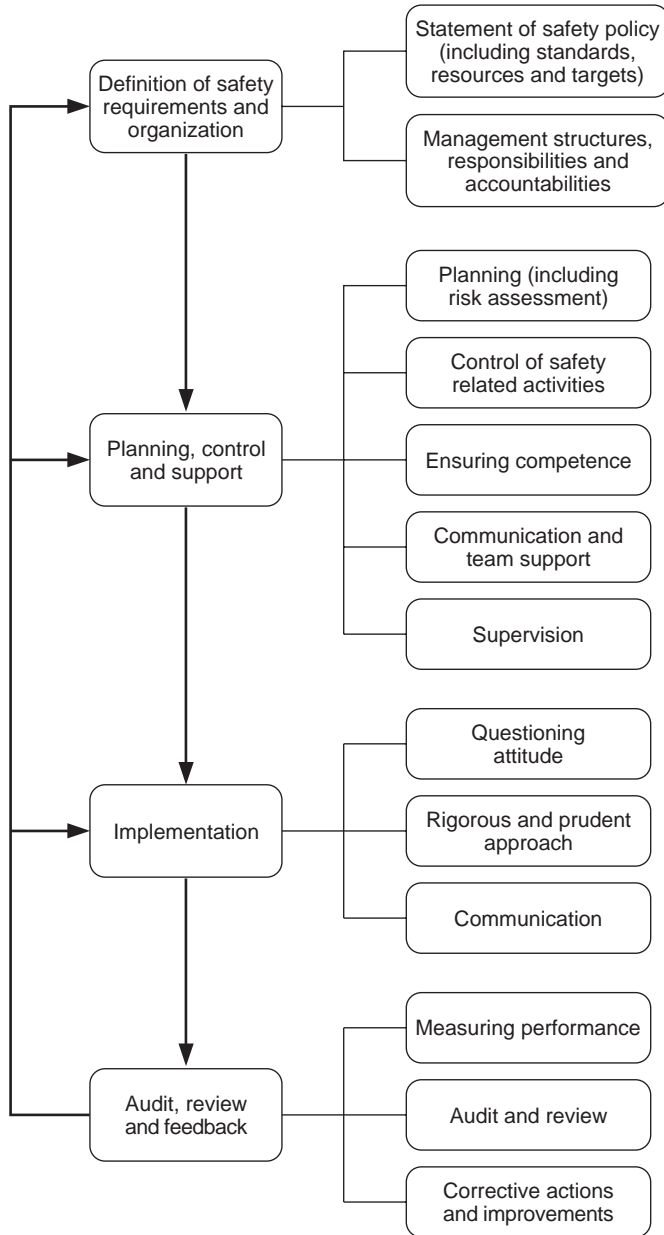 Definition of safety
requirements and
organization
Statement of safety policy
(including standards,
resources and targets)
Management structures,
responsibilities and
accountabilities
Planning, control
and support
Planning (including
risk assessment)
Control of safety
related activities
Ensuring competence
Communication and
team support
Supervision
Implementation
Questioning
attitude
Rigorous and prudent
approach
Communication
Audit, review
and feedback
Measuring performance
Audit and review
Corrective actions
and improvements